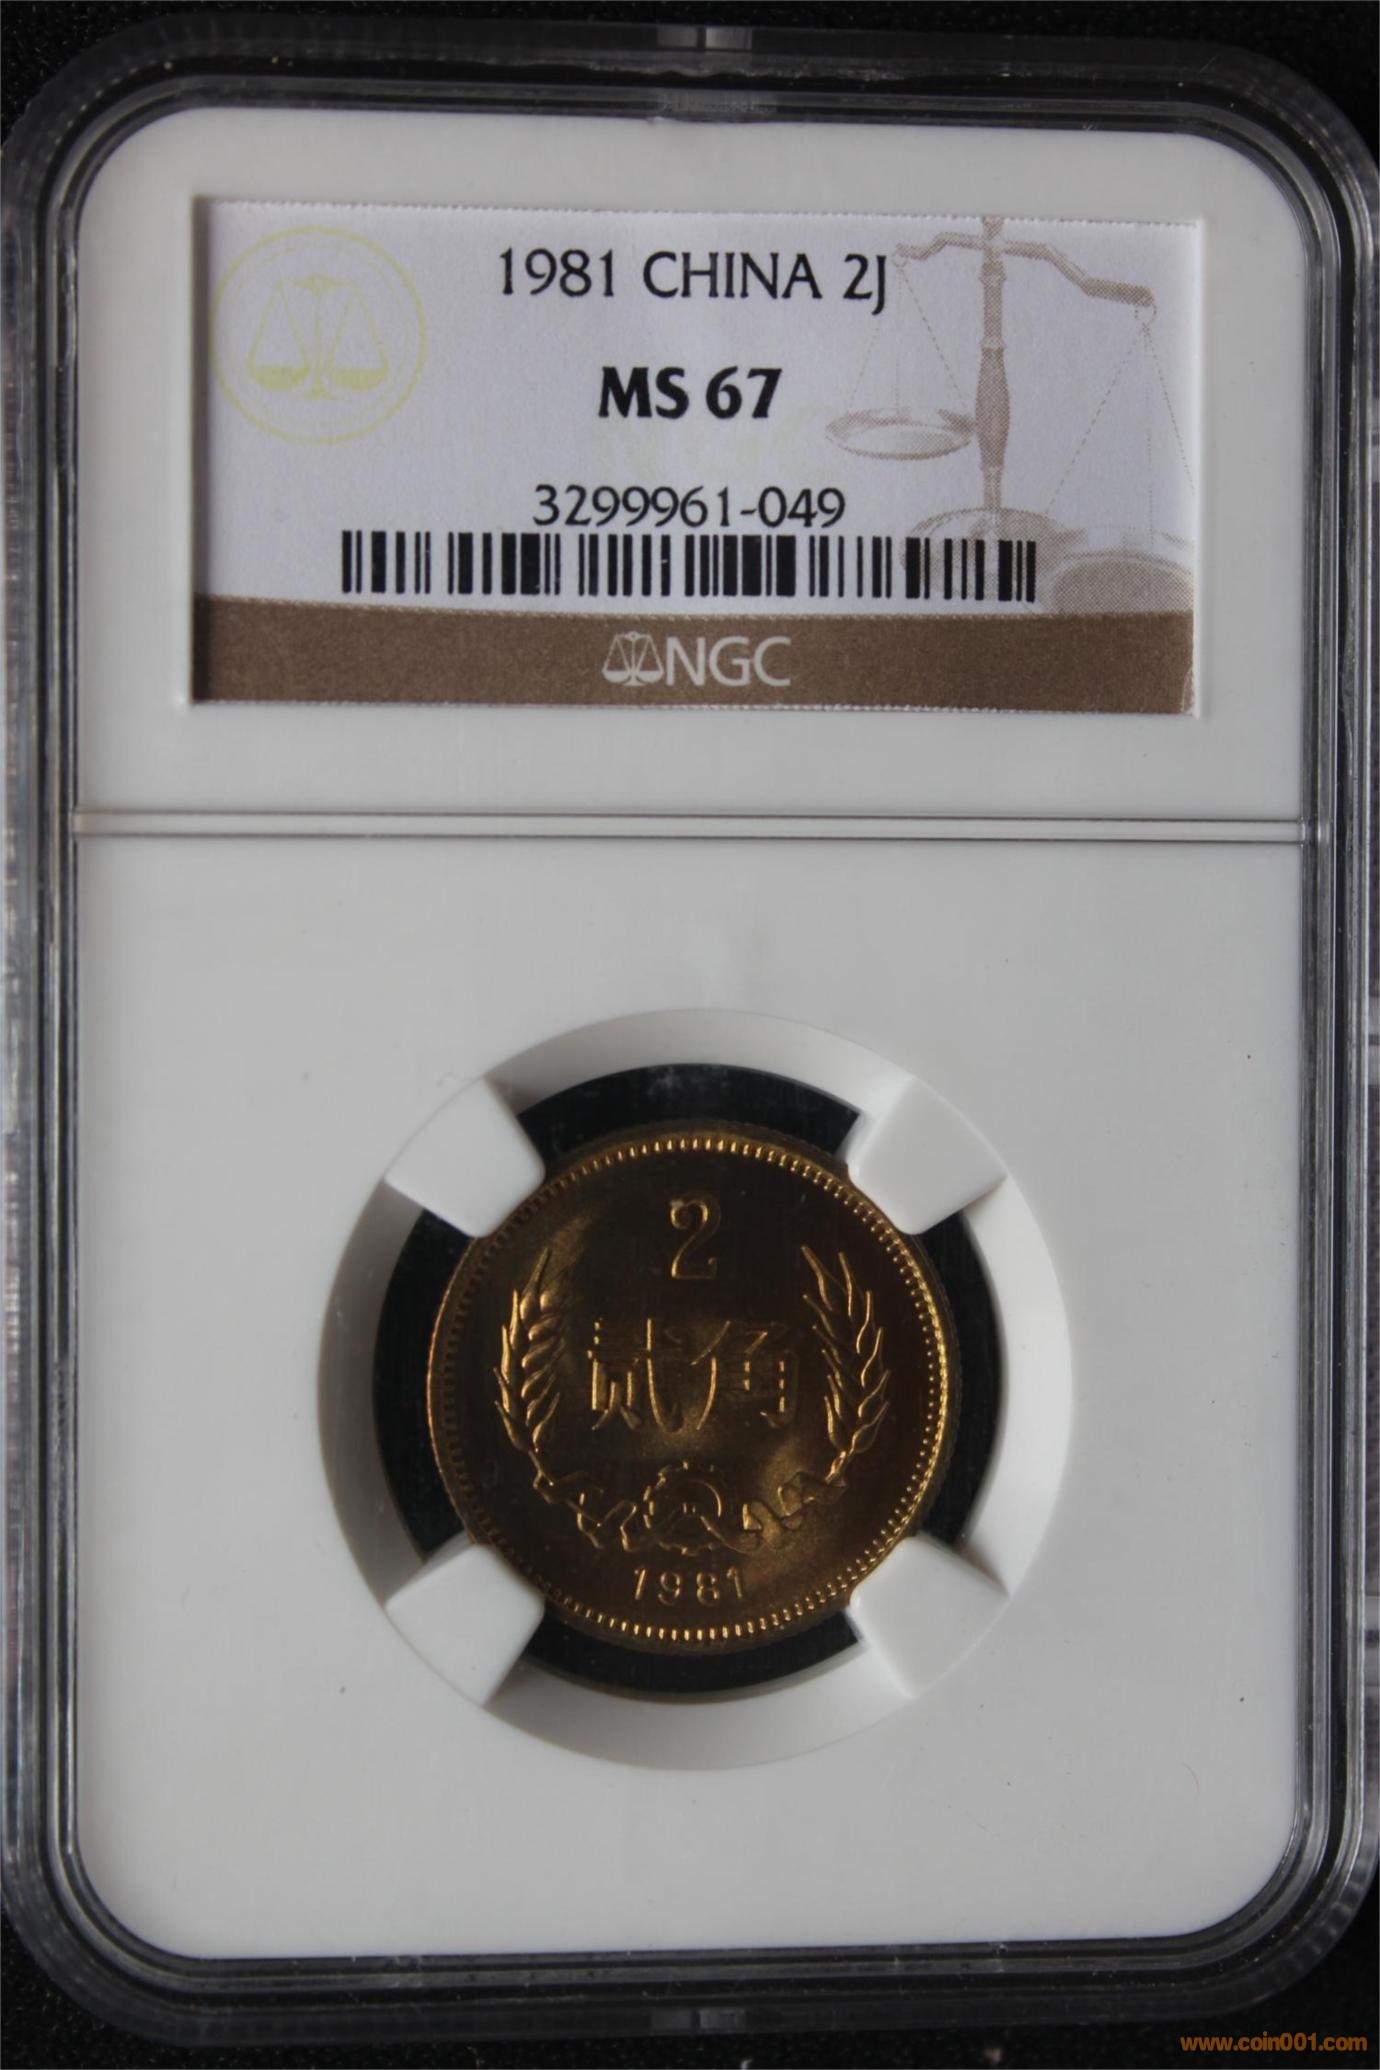 1981 CHINA 2J
MS 67
3299961-049
NGC
2
贰角
1981
www.coin001.com